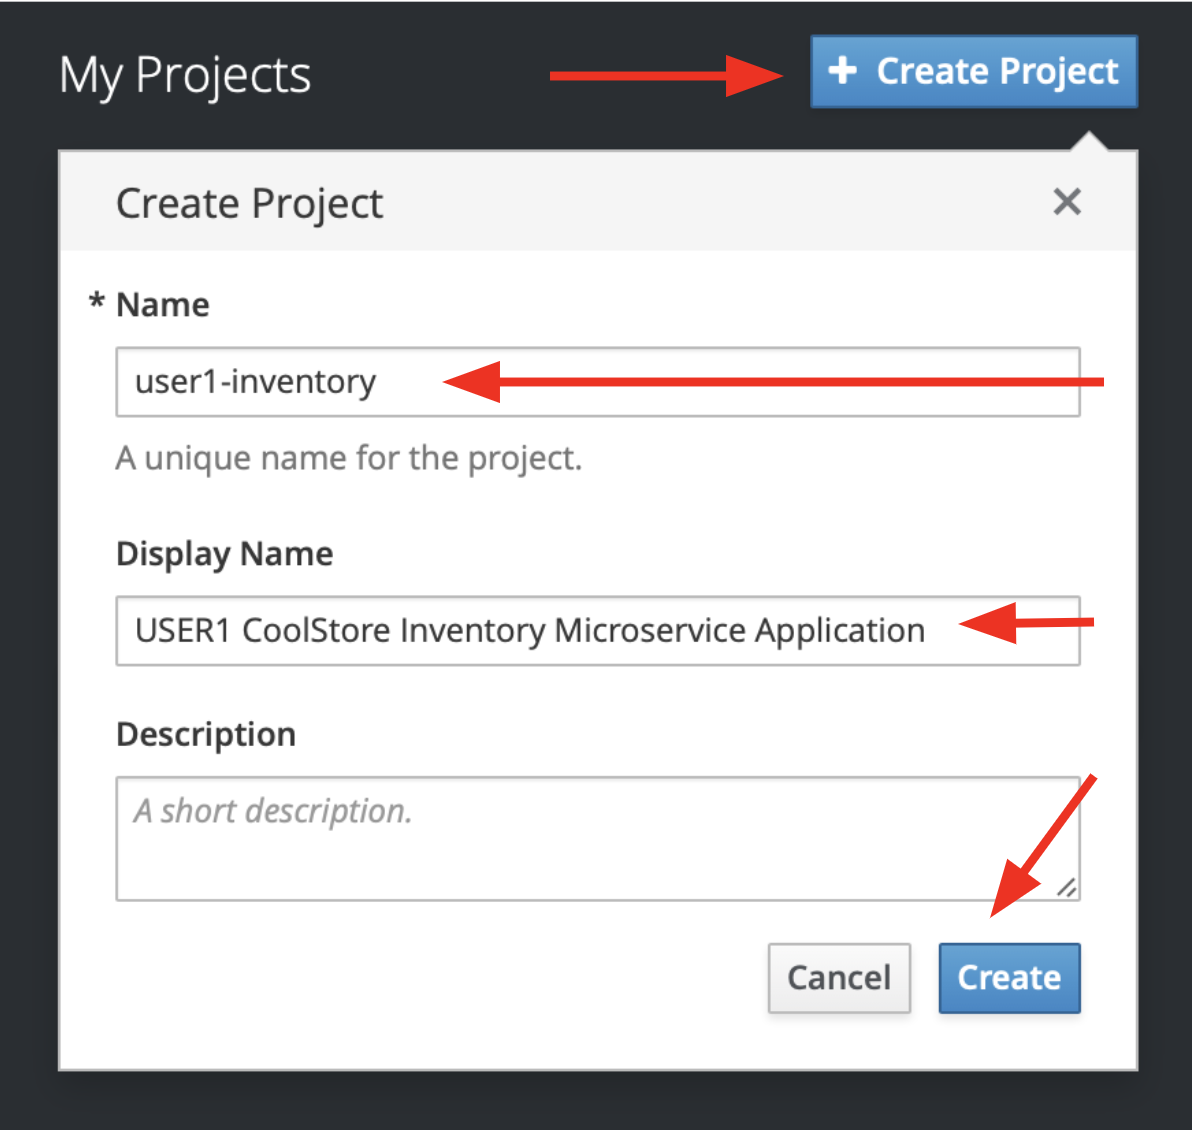 My Projects
+ Create Project
Create Project
* Name
user1-inventory
A unique name for the project.
Display Name
USER1 CoolStore Inventory Microservice Application
Description
A short description.
Cancel
Create